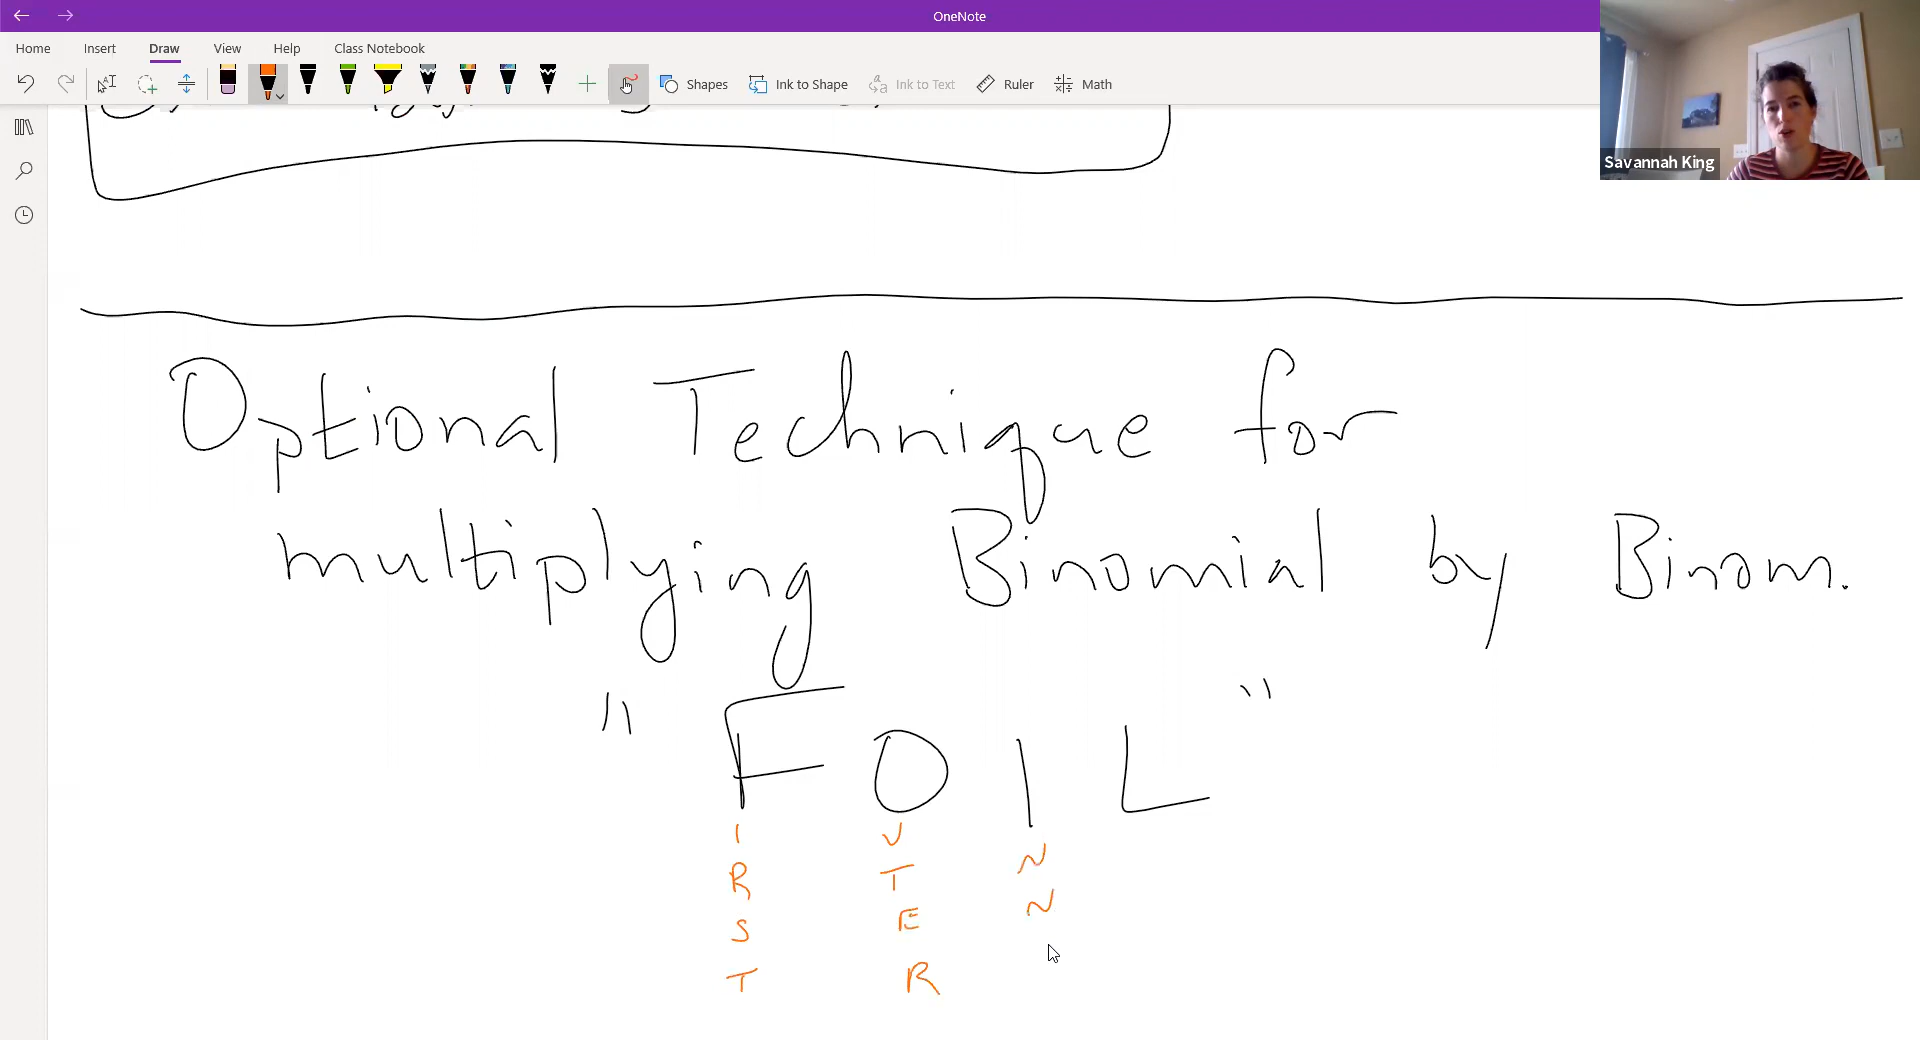 OneNote
Home Insert Draw View Help Class Notebook
Shapes Ink to Shape Ink to Text Ruler Math
Savannah King
Optional Technique for
multiplying Binomial by Binom.
" FOIL "
I U N
R T N
S E
T R